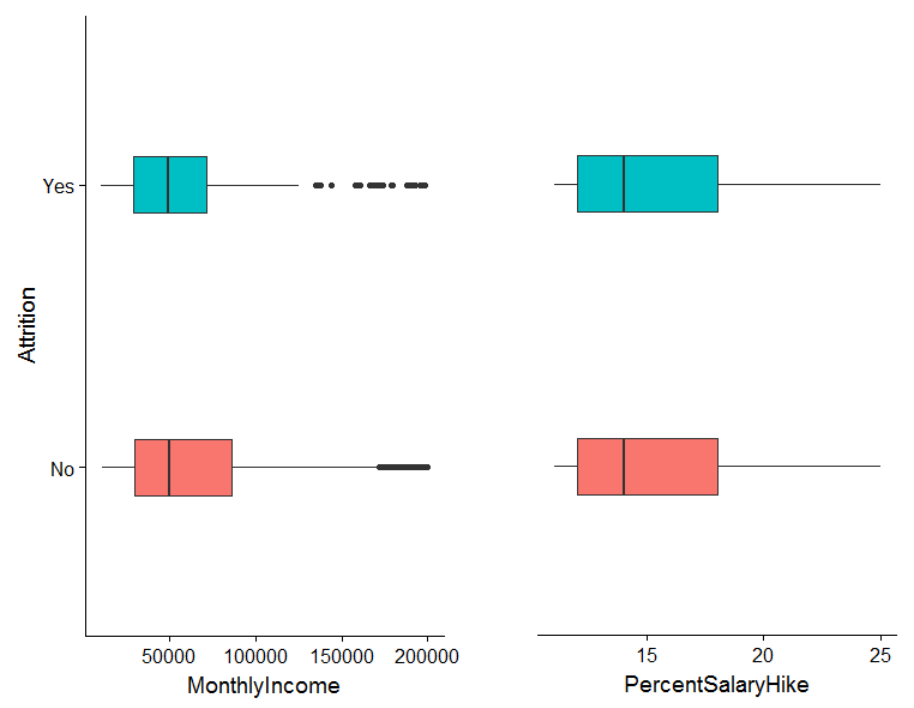 Attrition
Yes
No
50000 100000 150000 200000
MonthlyIncome
15 20 25
PercentSalaryHike